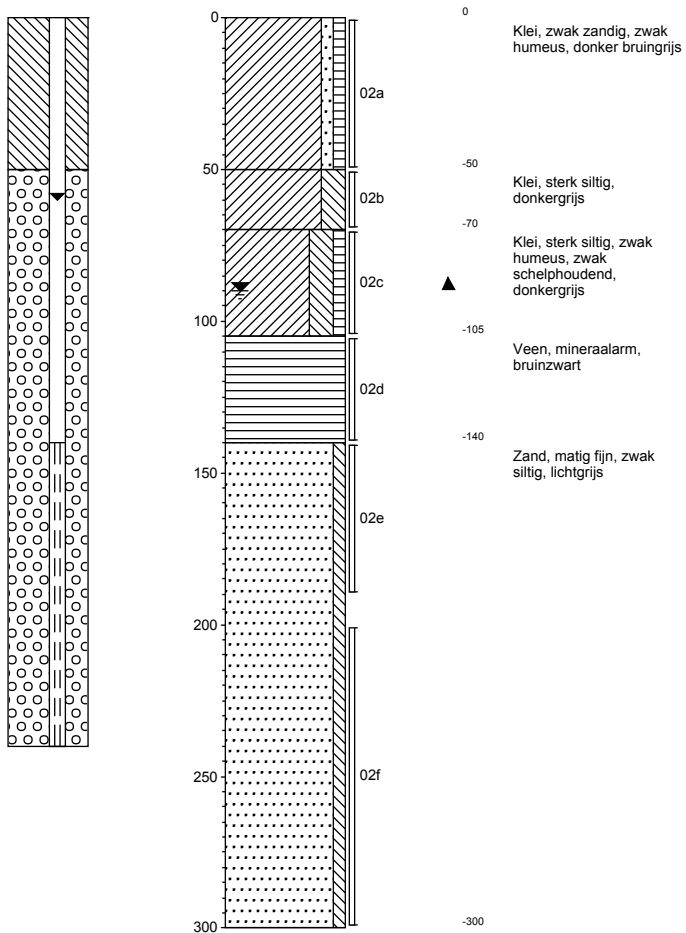 0
0
Klei, zwak zandig, zwak
humeus, donker bruingrijs
02a
50
-50
Klei, sterk siltig,
donkergrijs
02b
-70
Klei, sterk siltig, zwak
humeus, zwak
schelphoudend,
donkergrijs
02c
100
-105
Veen, mineraalarm,
bruinzwart
02d
-140
Zand, matig fijn, zwak
siltig, lichtgrijs
150
02e
200
250
02f
300
-300